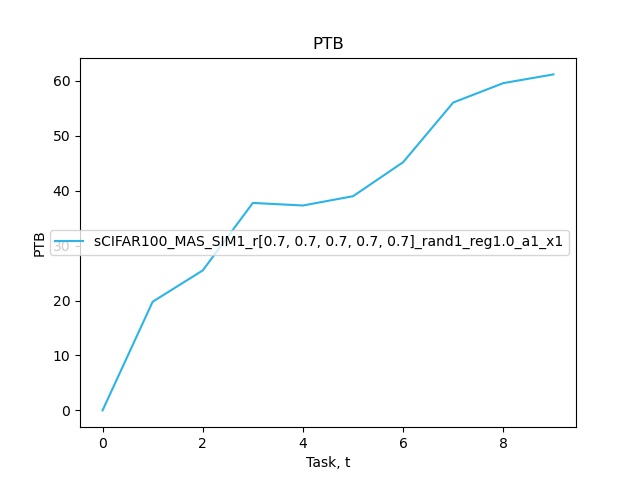 PTB
60
50
40
30
20
10
0
PTB
sCIFAR100_MAS_SIM1_r[0.7, 0.7, 0.7, 0.7, 0.7]_rand1_reg1.0_a1_x1
0 2 4 6 8
Task, t